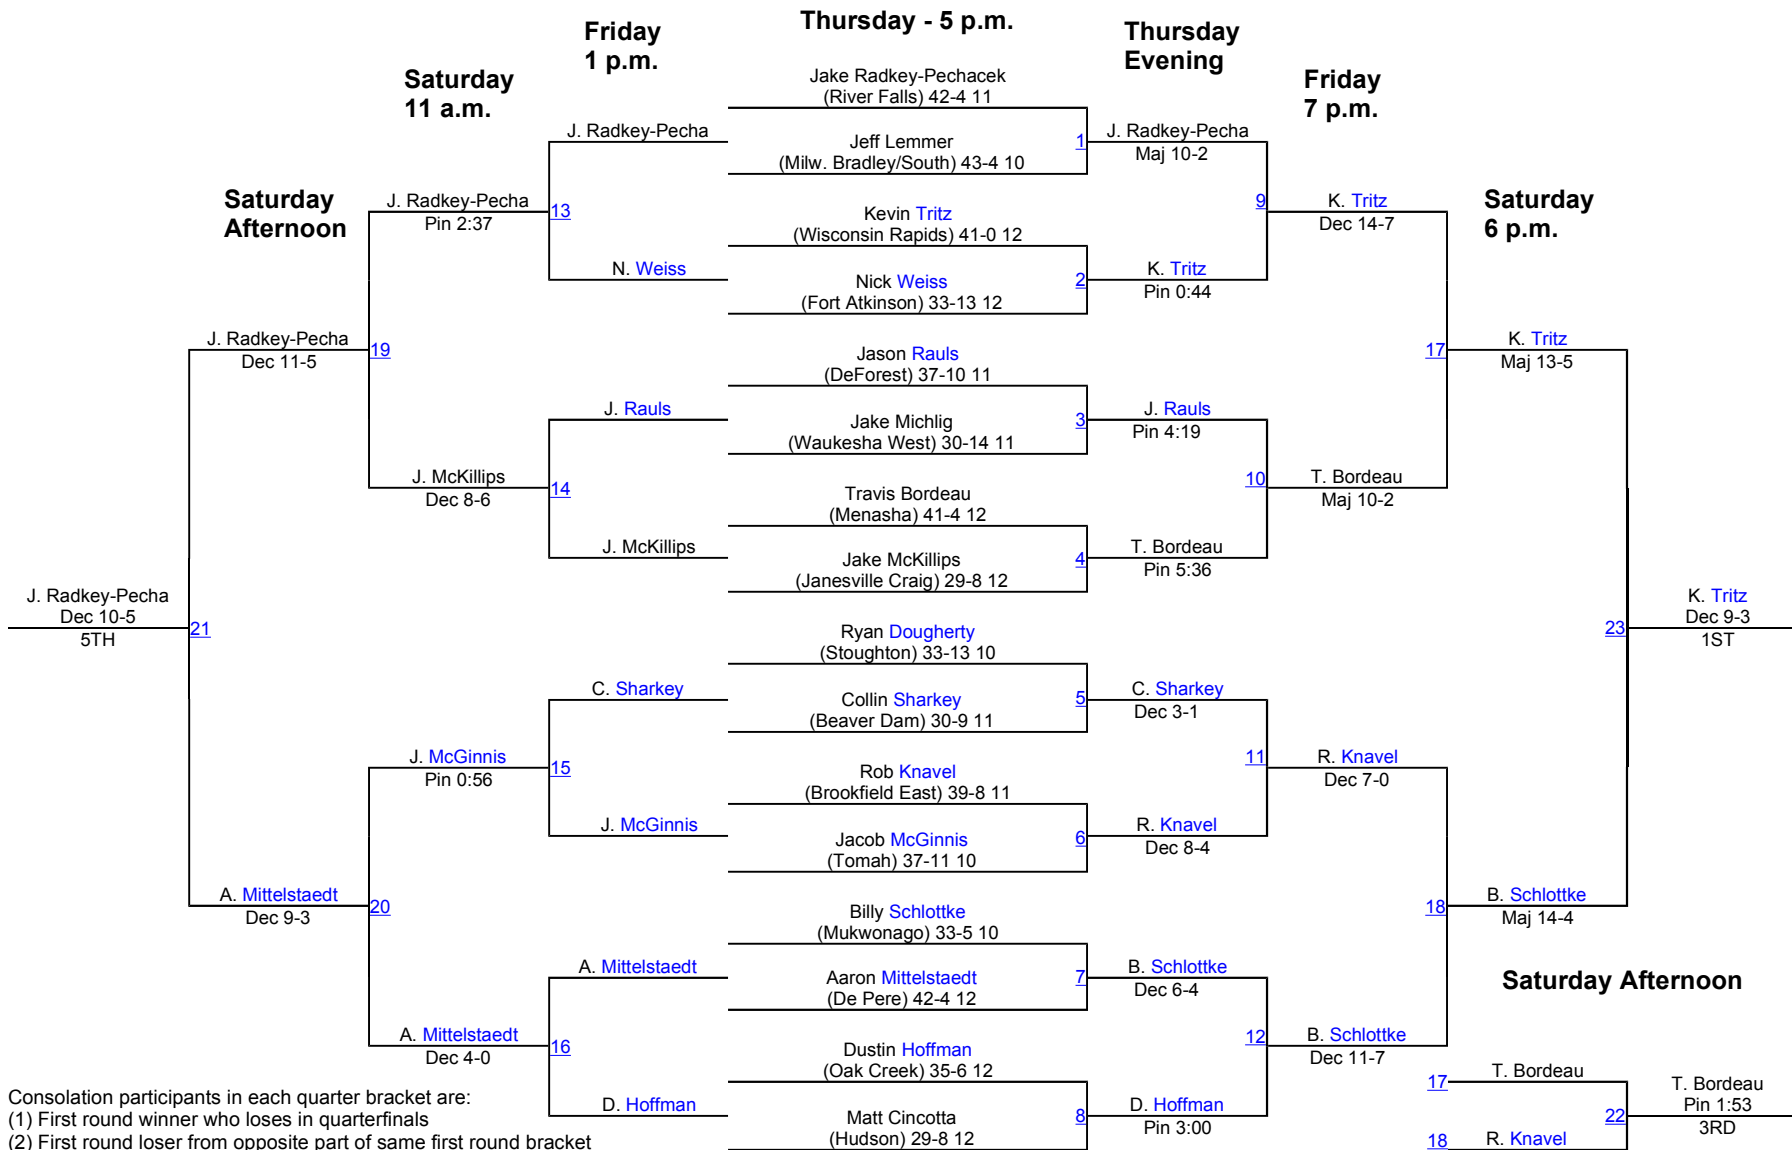 Thursday - 5 p.m.
Friday
1 p.m.
Thursday
Evening
Saturday
11 a.m.
Friday
7 p.m.
Saturday
Afternoon
Saturday
6 p.m.
Jake Radkey-Pechacek
(River Falls) 42-4 11
Jeff Lemmer
(Milw. Bradley/South) 43-4 10
1
Kevin Tritz
(Wisconsin Rapids) 41-0 12
Nick Weiss
(Fort Atkinson) 33-13 12
2
Jason Rauls
(DeForest) 37-10 11
Jake Michlig
(Waukesha West) 30-14 11
3
Travis Bordeau
(Menasha) 41-4 12
Jake McKillips
(Janesville Craig) 29-8 12
4
Ryan Dougherty
(Stoughton) 33-13 10
Collin Sharkey
(Beaver Dam) 30-9 11
5
Rob Knavel
(Brookfield East) 39-8 11
Jacob McGinnis
(Tomah) 37-11 10
6
Billy Schlottke
(Mukwonago) 33-5 10
Aaron Mittelstaedt
(De Pere) 42-4 12
7
Dustin Hoffman
(Oak Creek) 35-6 12
Matt Cincotta
(Hudson) 29-8 12
8
J. Radkey-Pecha
Maj 10-2
K. Tritz
Pin 0:44
9
J. Rauls
Pin 4:19
T. Bordeau
Pin 5:36
10
C. Sharkey
Dec 3-1
R. Knavel
Dec 8-4
11
B. Schlottke
Dec 6-4
D. Hoffman
Pin 3:00
12
K. Tritz
Dec 14-7
T. Bordeau
Maj 10-2
17
R. Knavel
Dec 7-0
B. Schlottke
Dec 11-7
18
K. Tritz
Maj 13-5
B. Schlottke
Maj 14-4
23
K. Tritz
Dec 9-3
1ST
Saturday Afternoon
17
T. Bordeau
18
R. Knavel
22
T. Bordeau
Pin 1:53
3RD
J. Radkey-Pecha
N. Weiss
13
J. Rauls
J. McKillips
14
C. Sharkey
J. McGinnis
15
A. Mittelstaedt
D. Hoffman
16
J. Radkey-Pecha
Pin 2:37
J. McKillips
Dec 8-6
19
J. McGinnis
Pin 0:56
A. Mittelstaedt
Dec 4-0
20
J. Radkey-Pecha
Dec 11-5
A. Mittelstaedt
Dec 9-3
21
J. Radkey-Pecha
Dec 10-5
5TH
Consolation participants in each quarter bracket are:
(1) First round winner who loses in quarterfinals
(2) First round loser from opposite part of same first round bracket